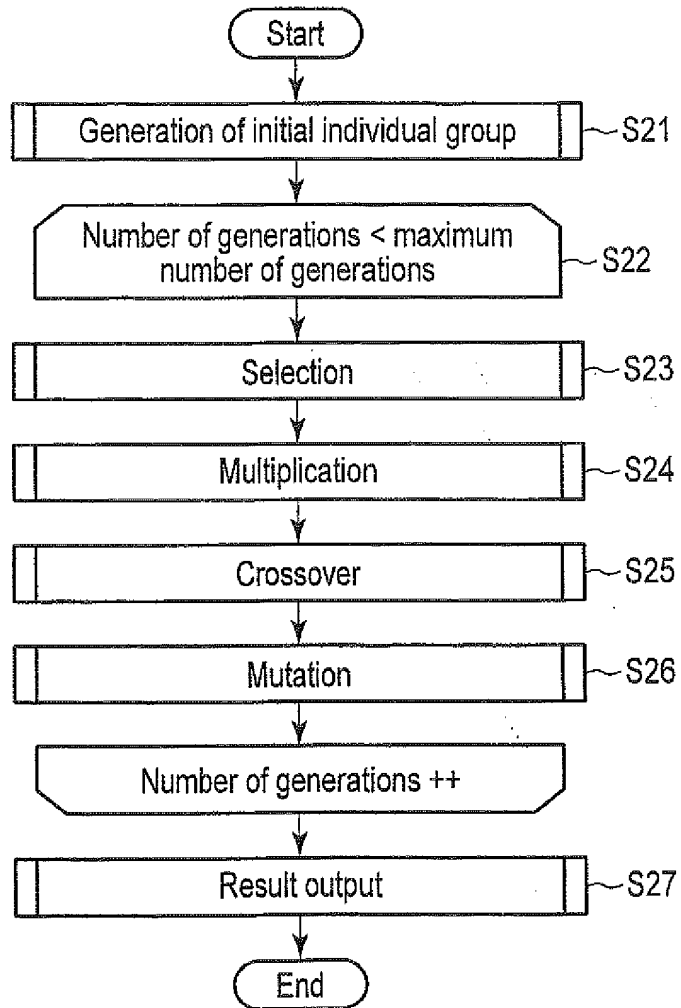 Start
Generation of initial individual group
S21
Number of generations < maximum
number of generations
S22
Selection
S23
Multiplication
S24
Crossover
S25
Mutation
S26
Number of generations ++
Result output
S27
End